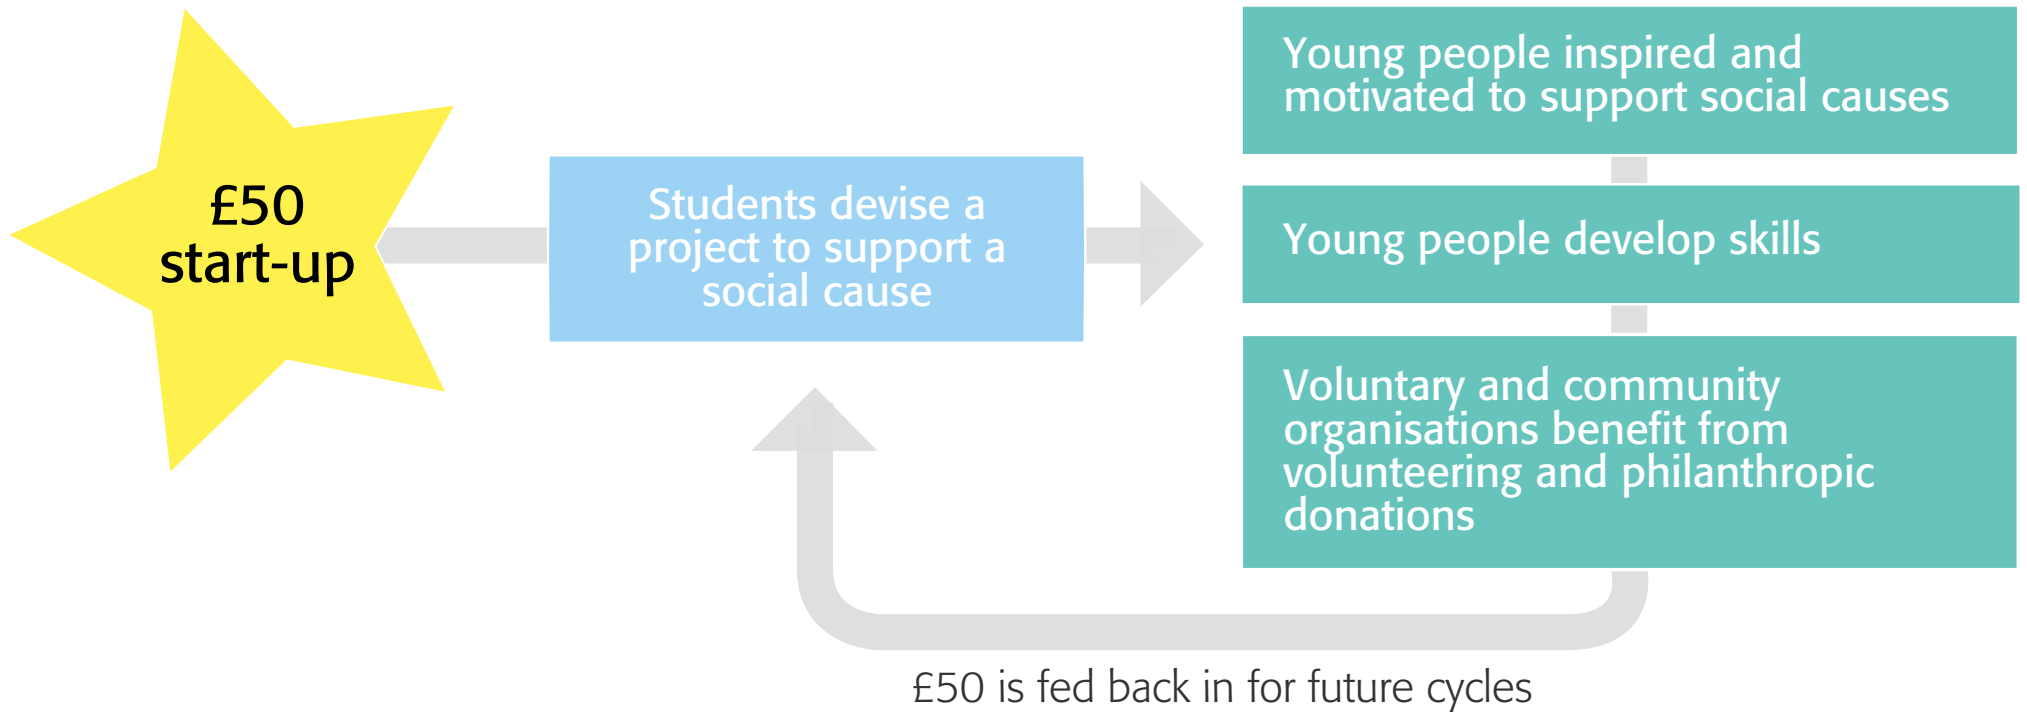 £50
start-up
Students devise a
project to support a
social cause
Young people inspired and
motivated to support social causes
Young people develop skills
Voluntary and community
organisations benefit from
volunteering and philanthropic
donations
£50 is fed back in for future cycles